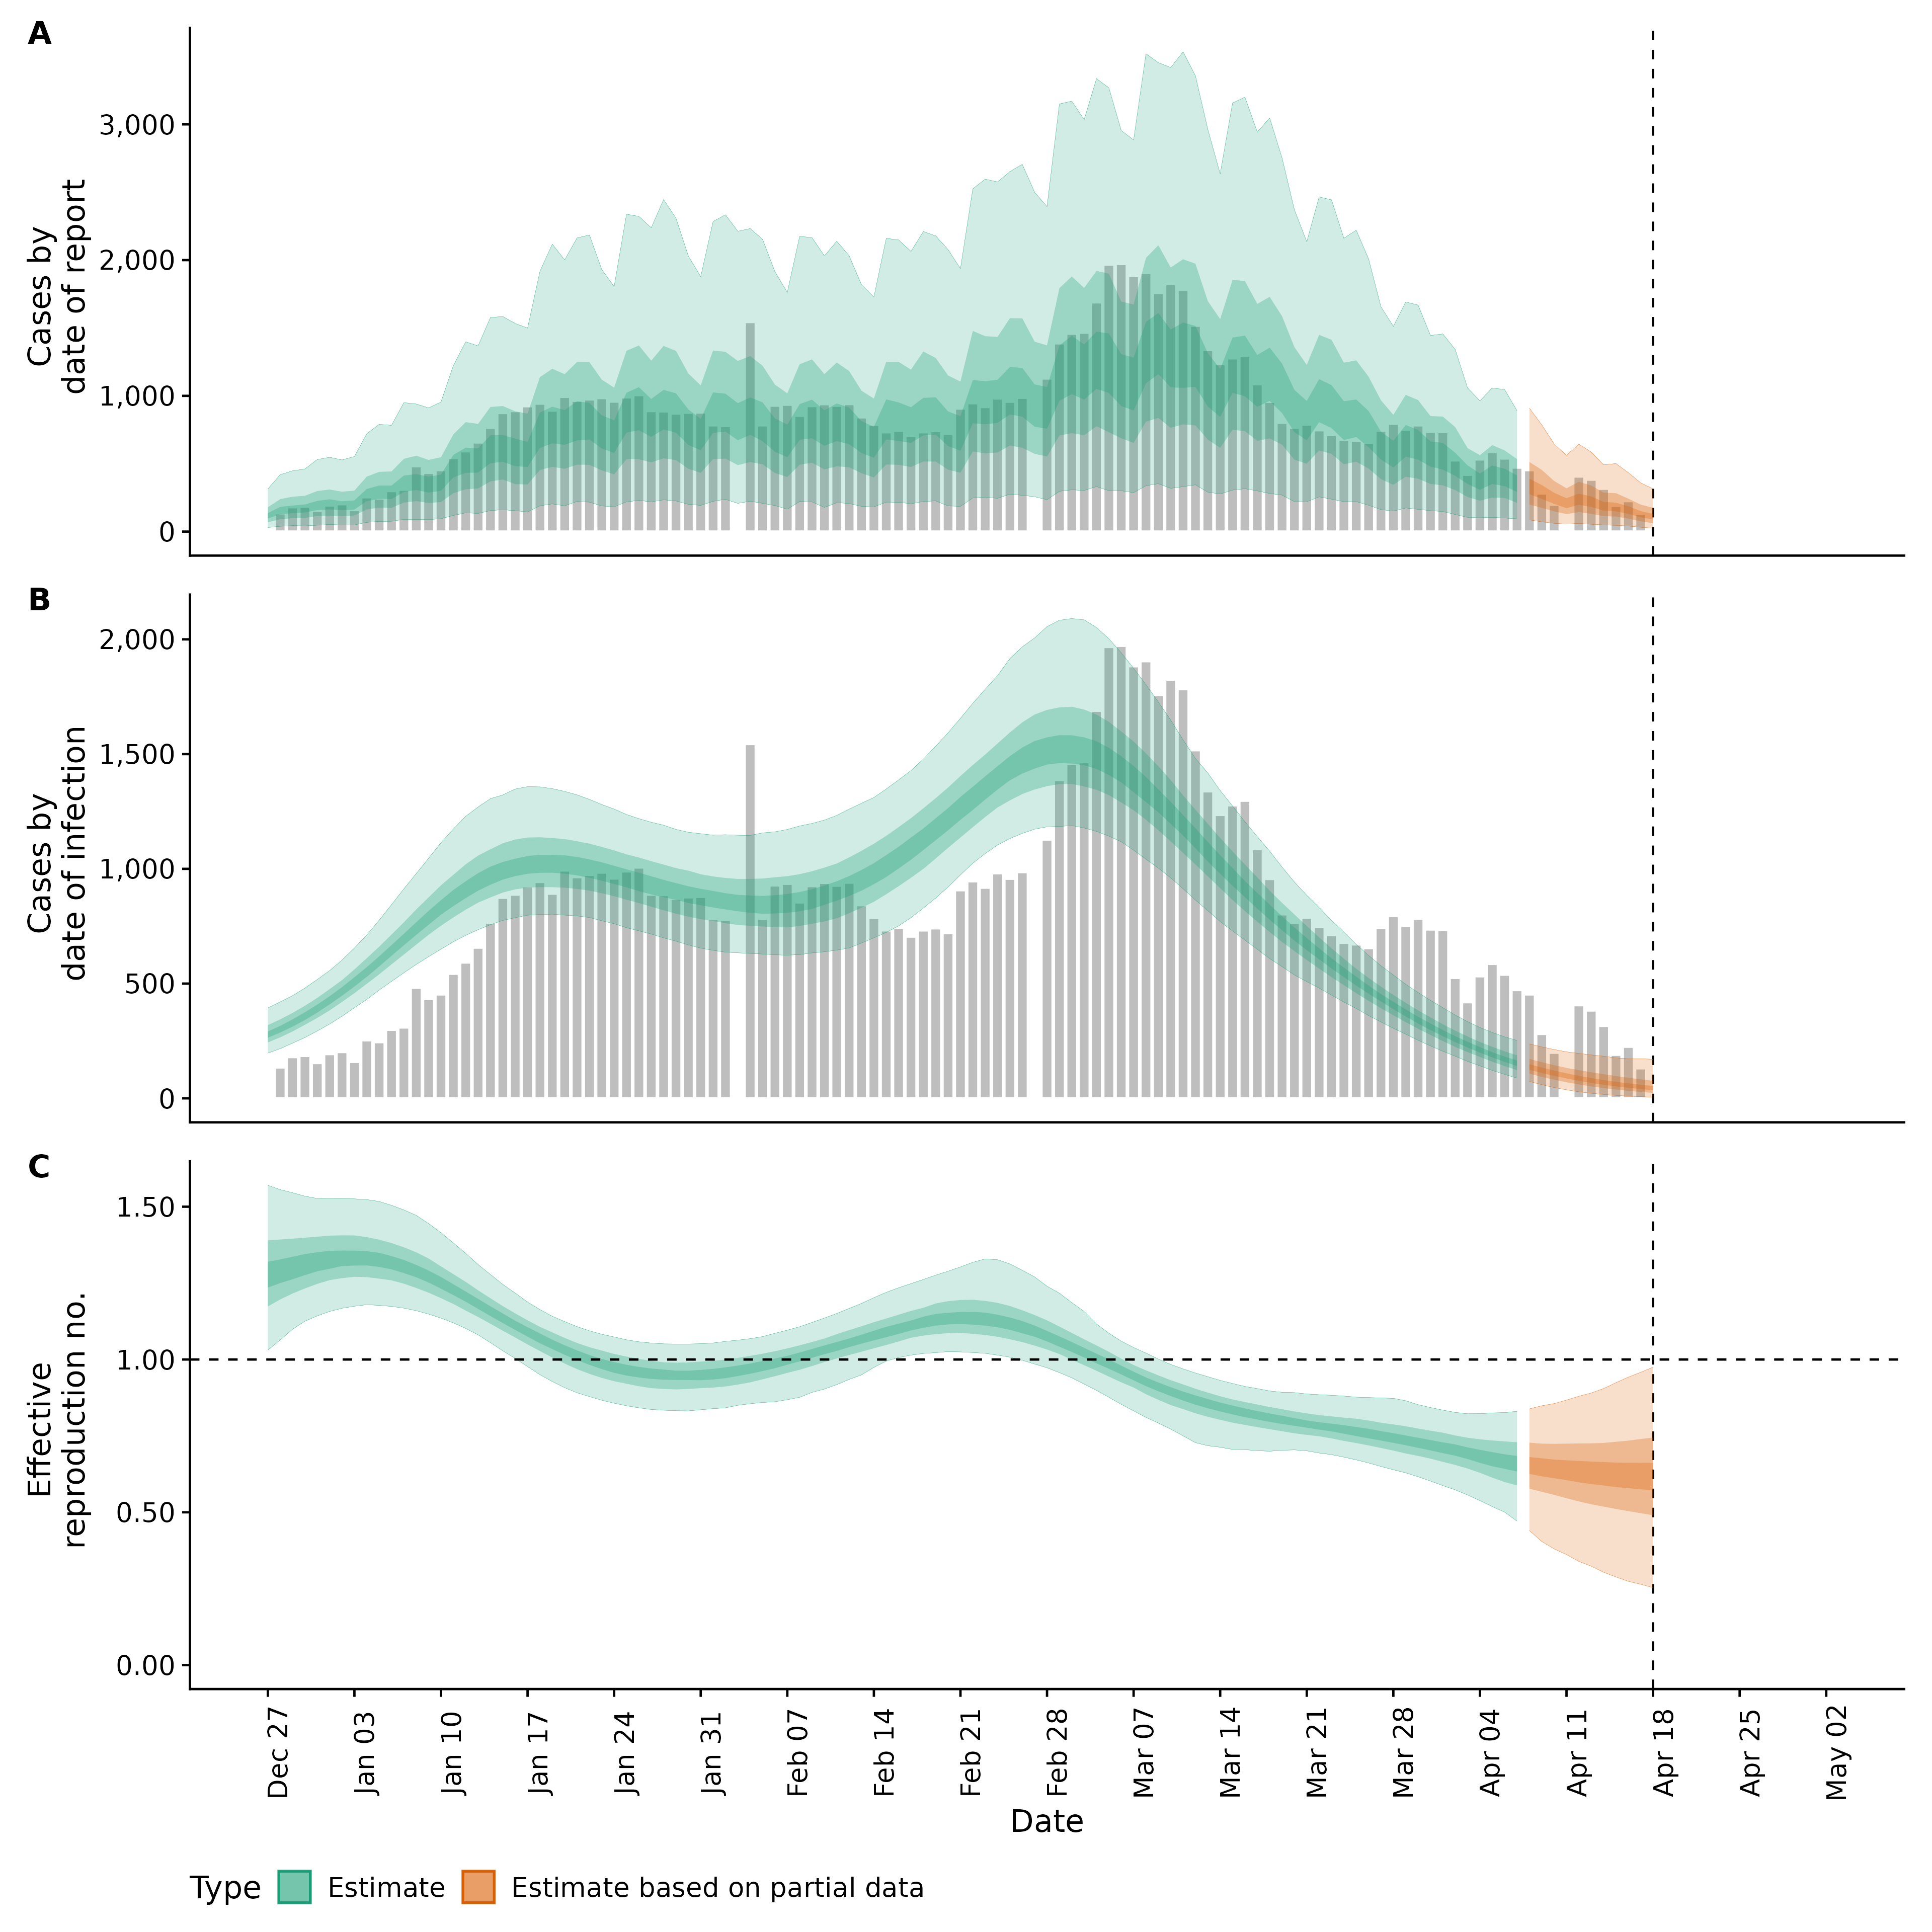 A
Cases by
date of report
3,000
2,000
1,000
0
B
Cases by
date of infection
2,000
1,500
1,000
500
0
C
Effective
reproduction no.
1.50
1.00
0.50
0.00
Dec 27
Jan 03
Jan 10
Jan 17
Jan 24
Jan 31
Feb 07
Feb 14
Feb 21
Feb 28
Mar 07
Mar 14
Mar 21
Mar 28
Apr 04
Apr 11
Apr 18
Apr 25
May 02
Date
Type Estimate Estimate based on partial data